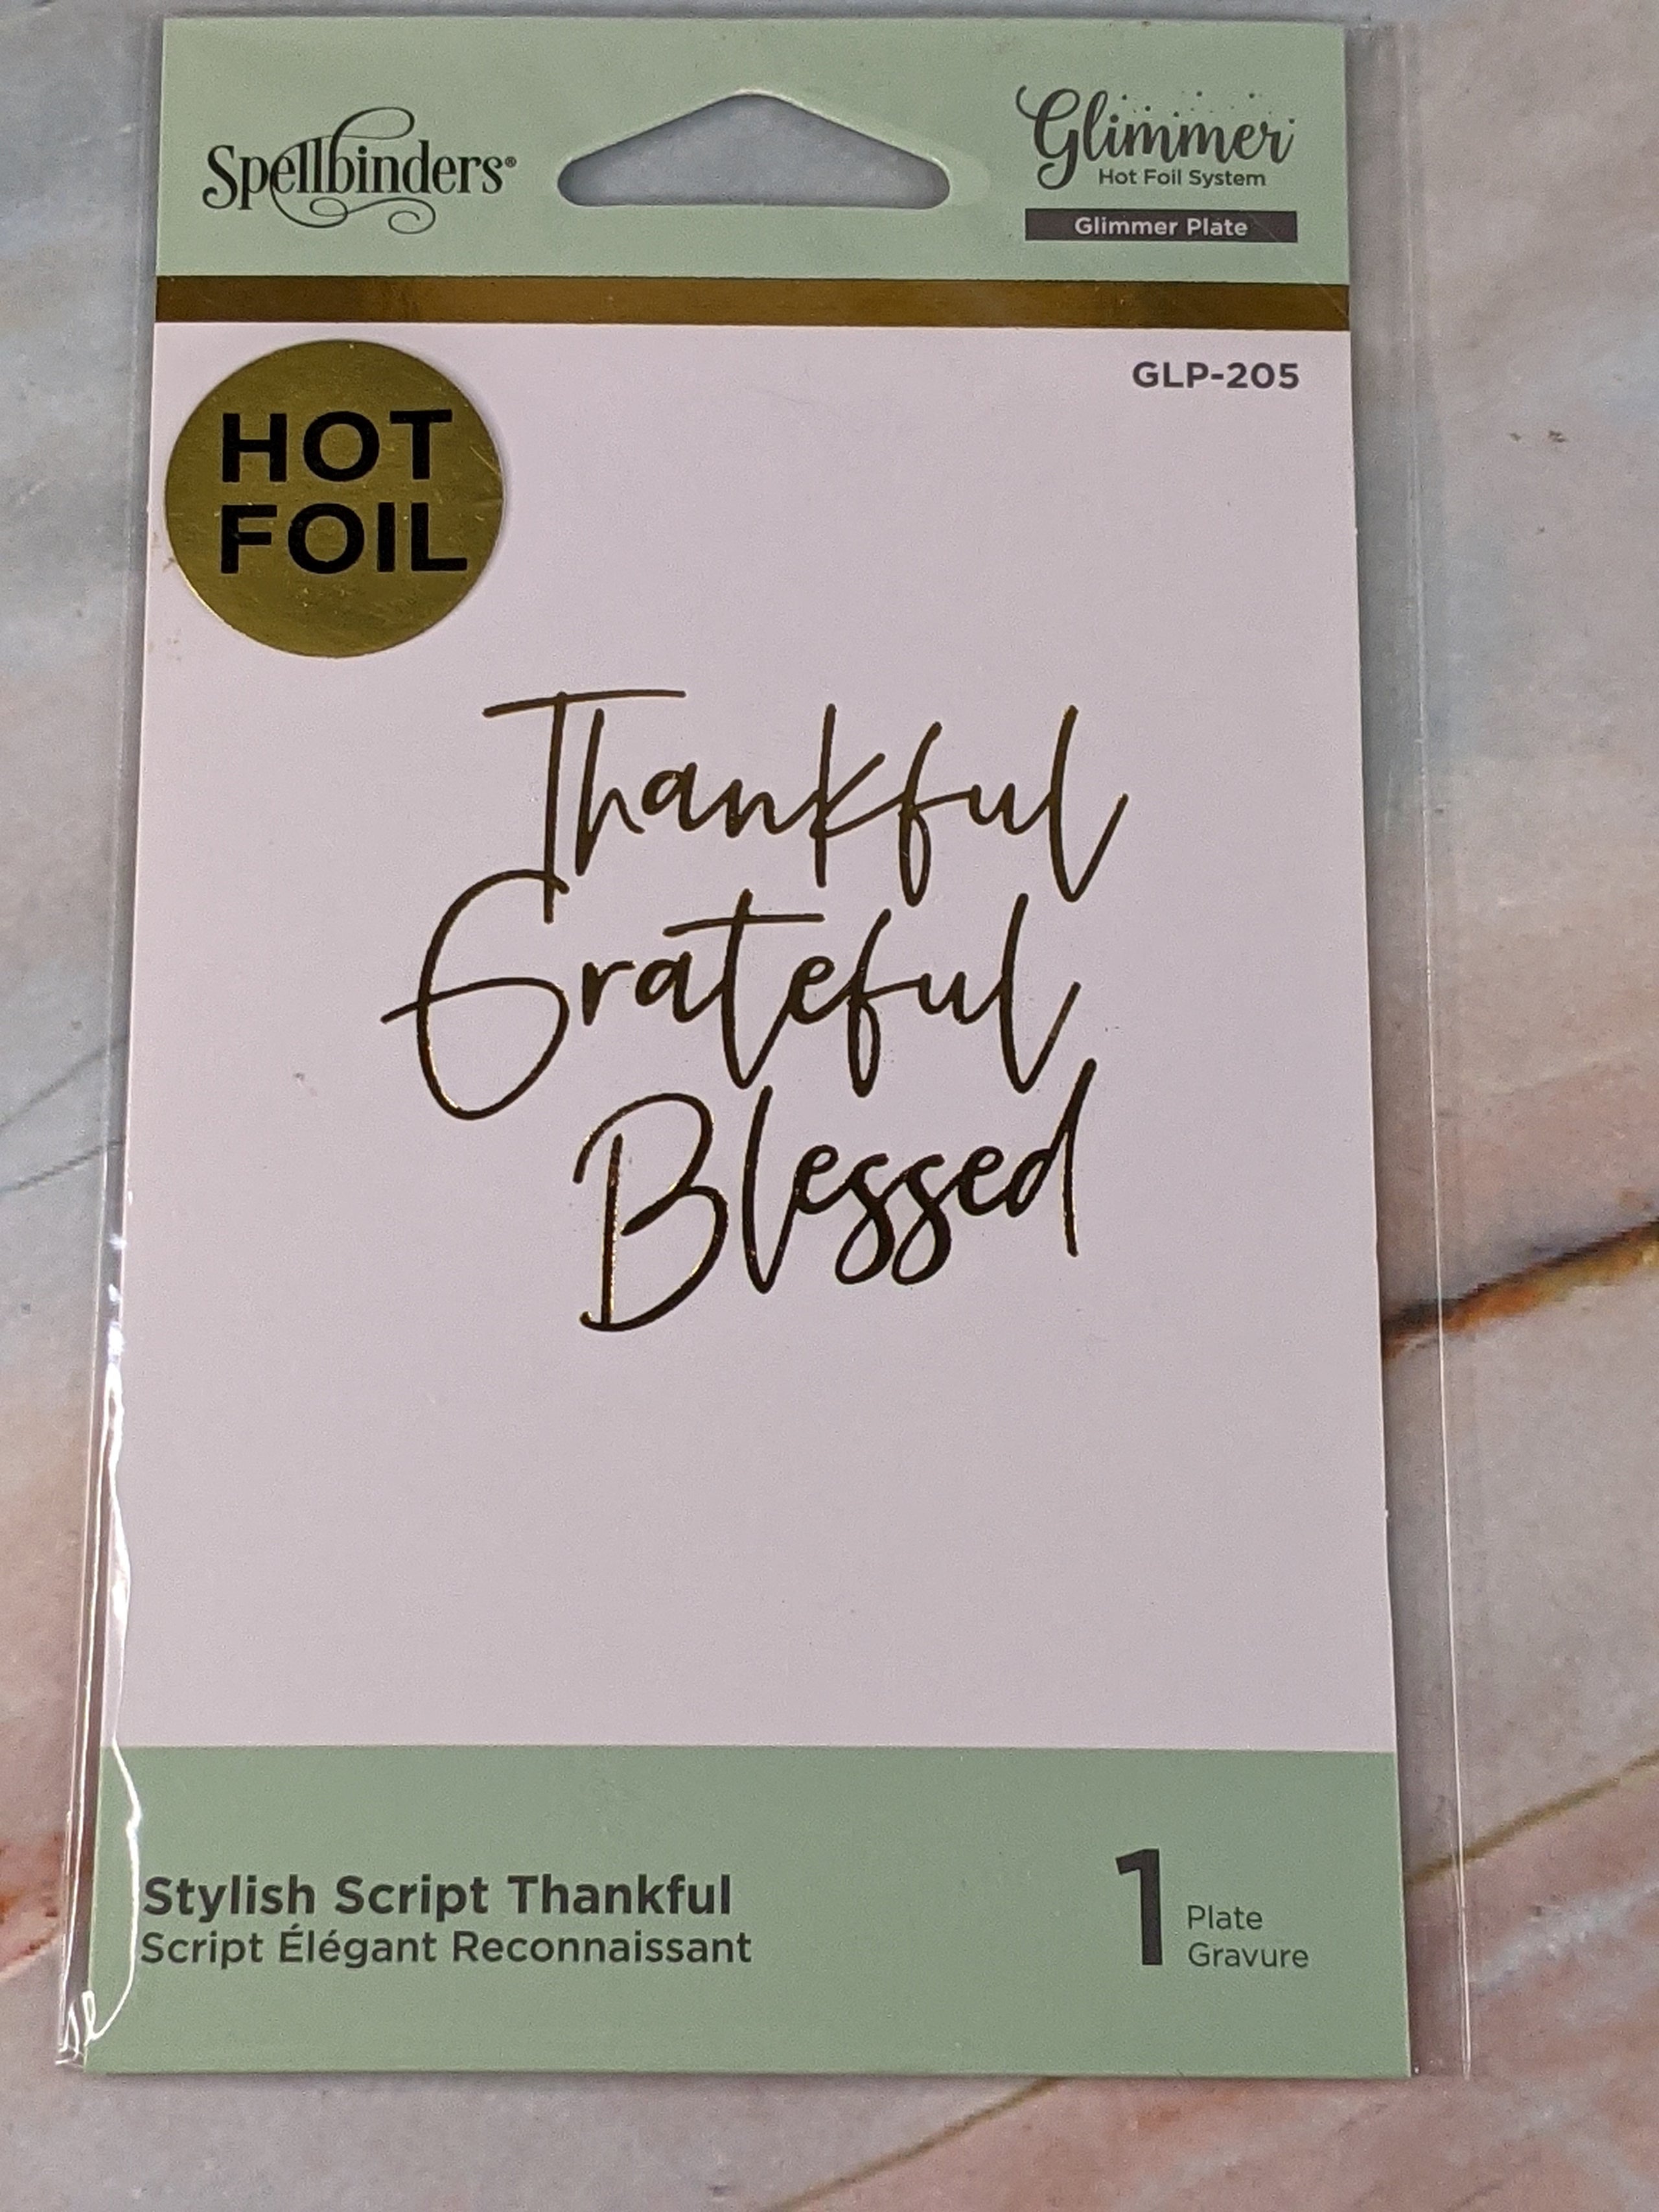 Spellbinders®
Glimmer
Hot Foil System
Glimmer Plate
GLP-205
HOT
FOIL
Thankful
Grateful
Blessed
Stylish Script Thankful
Script Élégant Reconnaissant
1
Plate
Gravure